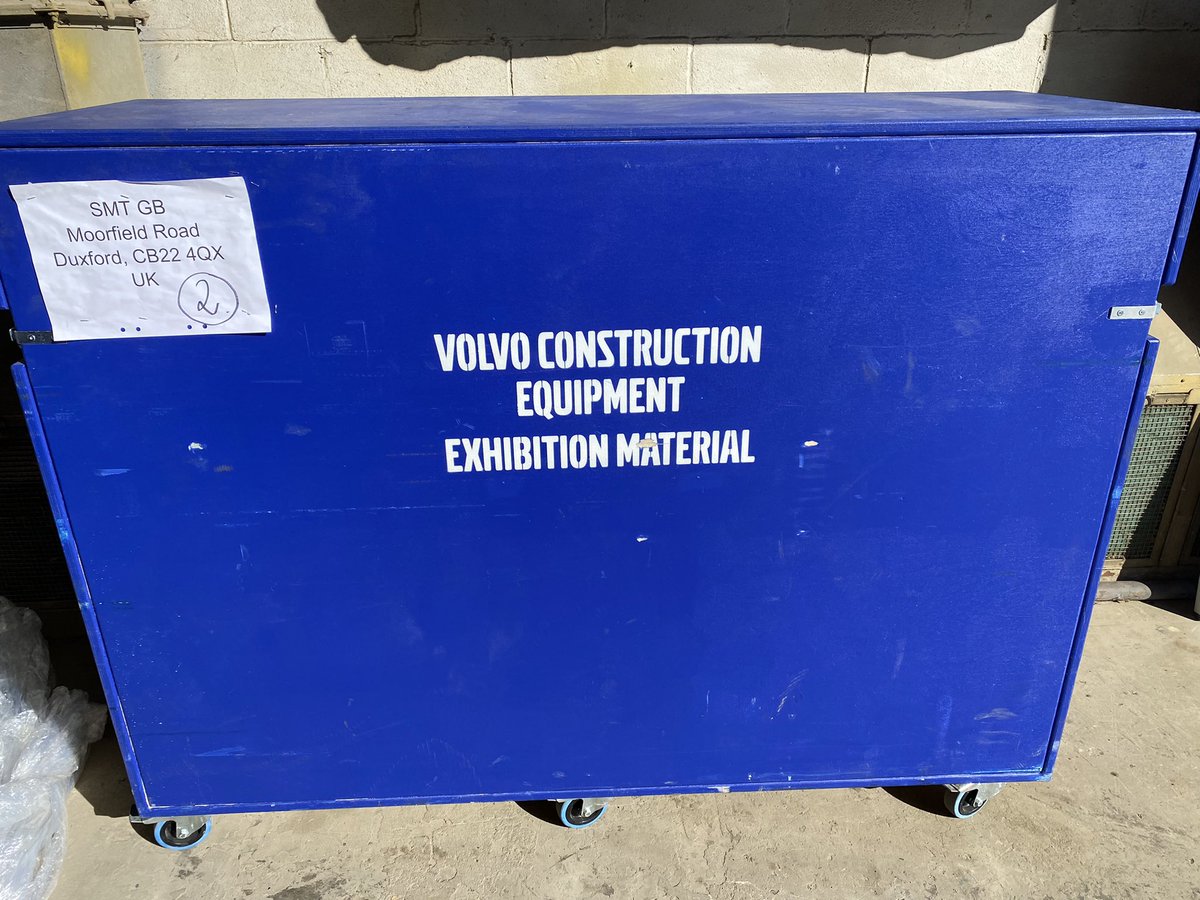 SMT GB
Moorfield Road
Duxford, CB22 4QX
UK
2
VOLVO CONSTRUCTION
EQUIPMENT
EXHIBITION MATERIAL